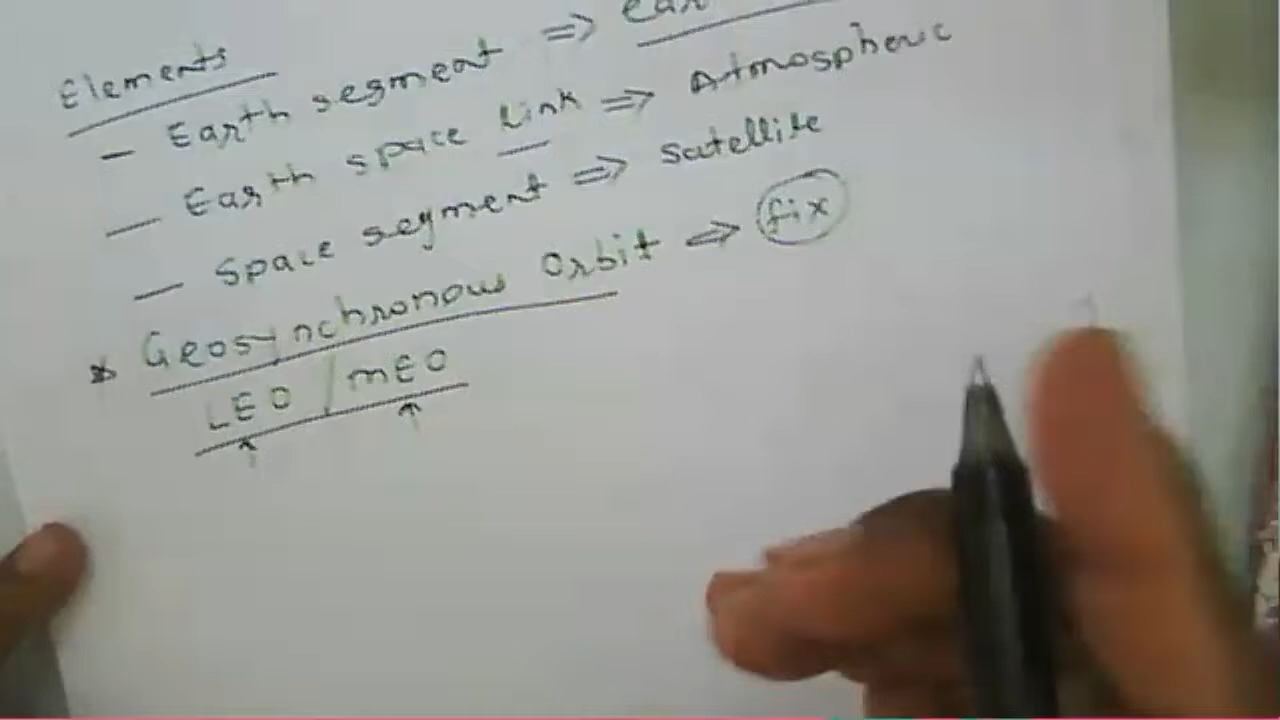 Elements
— Earth segment =>
— Earth space Link => Atmospheric
— Space segment => Satellite
* Geosynchronous Orbit => fix
LEO / MEO